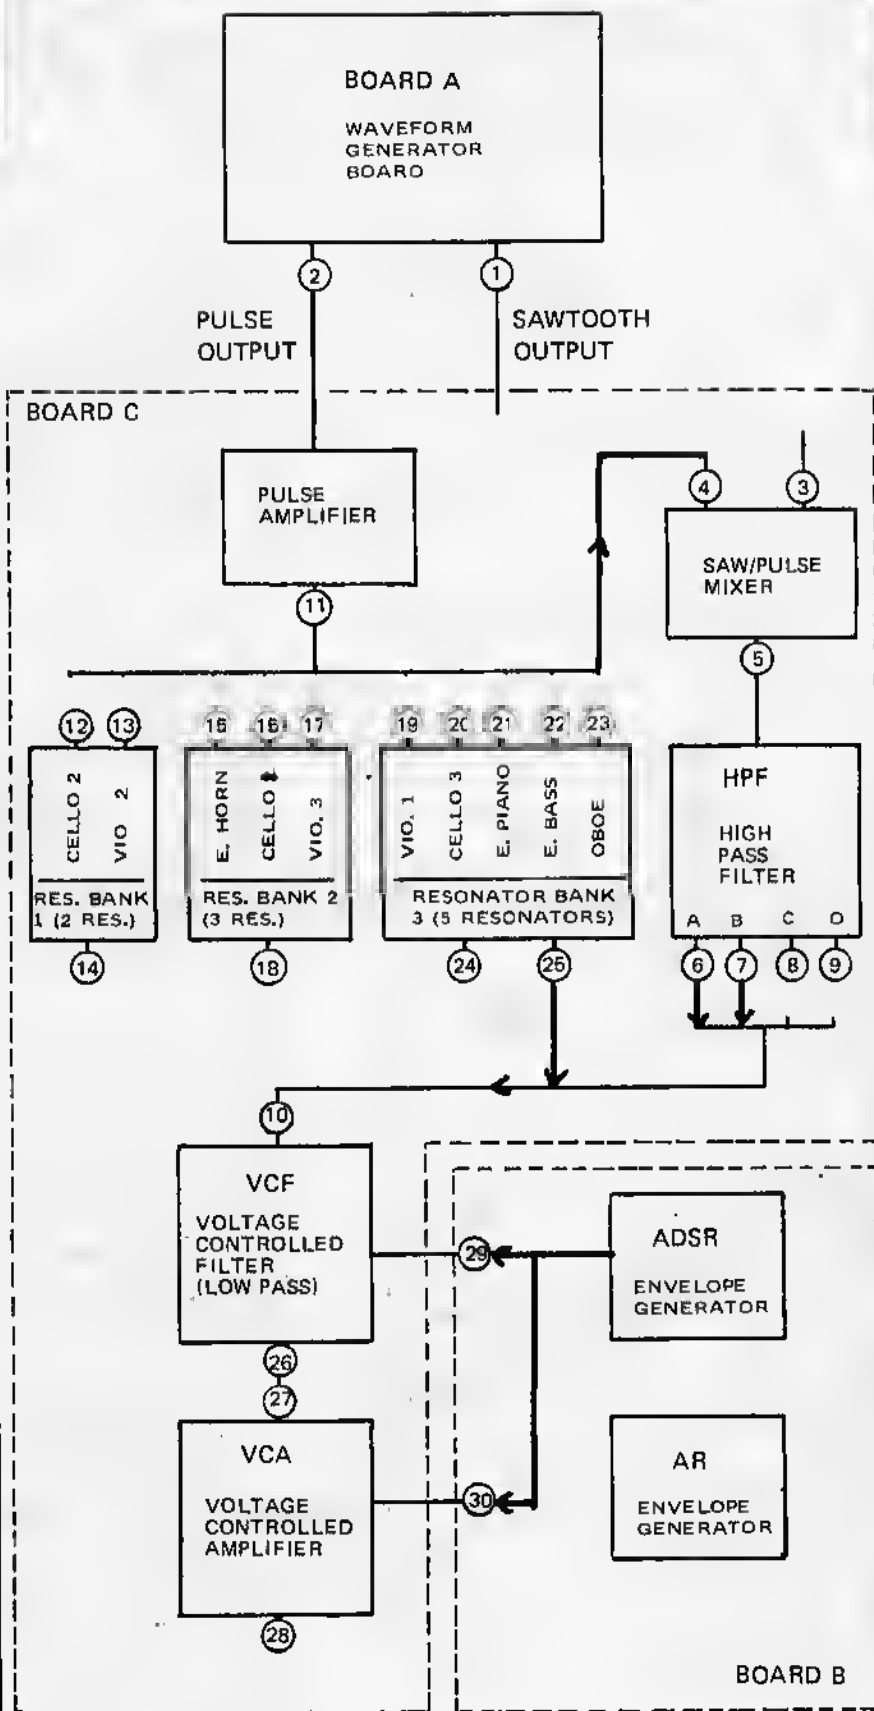 BOARD A
WAVEFORM
GENERATOR
BOARD
2
1
PULSE
OUTPUT
SAWTOOTH
OUTPUT
BOARD C
PULSE
AMPLIFIER
4
3
SAW/PULSE
MIXER
11
5
12
13
15
16
17
19
20
21
22
23
CELLO 2
VIO 2
E. HORN
CELLO
VIO. 3
VIO. 1
CELLO 3
E. PIANO
E. BASS
OBOE
RES. BANK
1 (2 RES.)
RES. BANK 2
(3 RES.)
RESONATOR BANK
3 (5 RESONATORS)
HPF
HIGH
PASS
FILTER
A B C D
14
18
24
25
6
7
8
9
10
VCF
VOLTAGE
CONTROLLED
FILTER
(LOW PASS)
29
ADSR
ENVELOPE
GENERATOR
26
27
VCA
VOLTAGE
CONTROLLED
AMPLIFIER
30
AR
ENVELOPE
GENERATOR
28
BOARD B